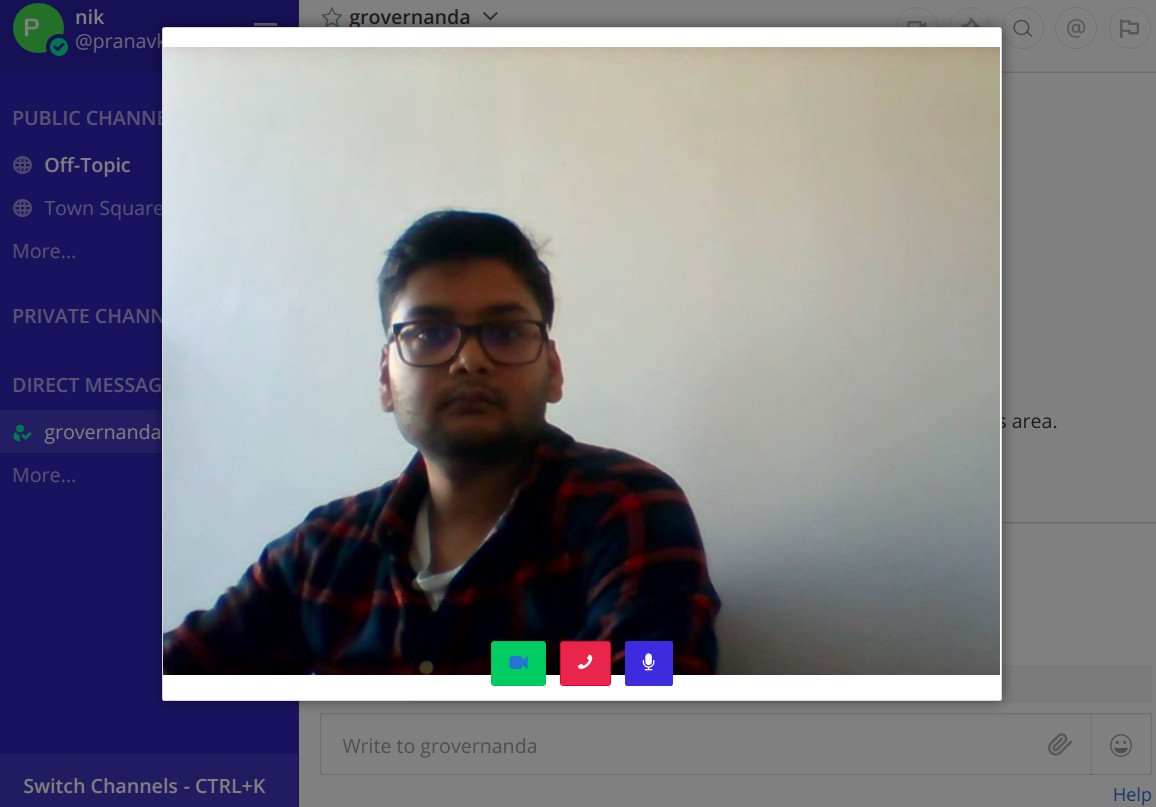 P
nik
@pranavk
PUBLIC CHANNE
Off-Topic
Town Square
More...
PRIVATE CHANN
DIRECT MESSAG
grovernanda
More...
Switch Channels - CTRL+K
grovernanda
@
s area.
Write to grovernanda
Help